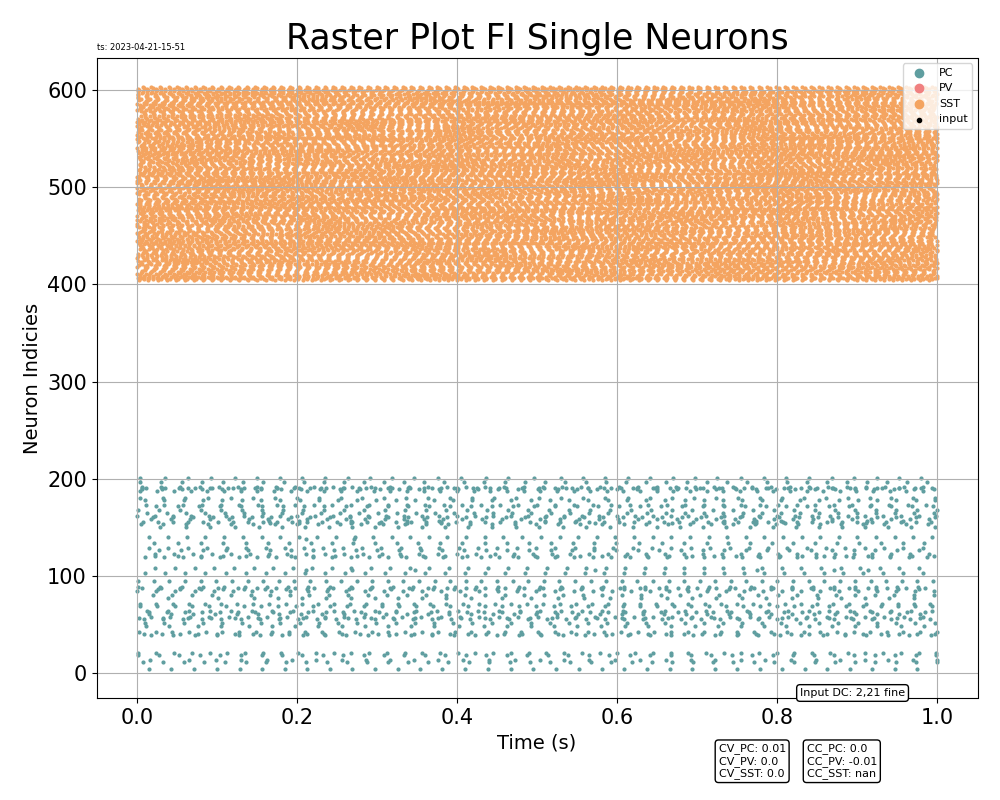 Raster Plot FI Single Neurons
ts: 2023-04-21-15-51
PC
PV
SST
input
600
500
400
300
200
100
0
Neuron Indicies
0.0 0.2 0.4 0.6 0.8 1.0
Time (s)
Input DC: 2,21 fine
CV_PC: 0.01
CV_PV: 0.0
CV_SST: 0.0
CC_PC: 0.0
CC_PV: -0.01
CC_SST: nan